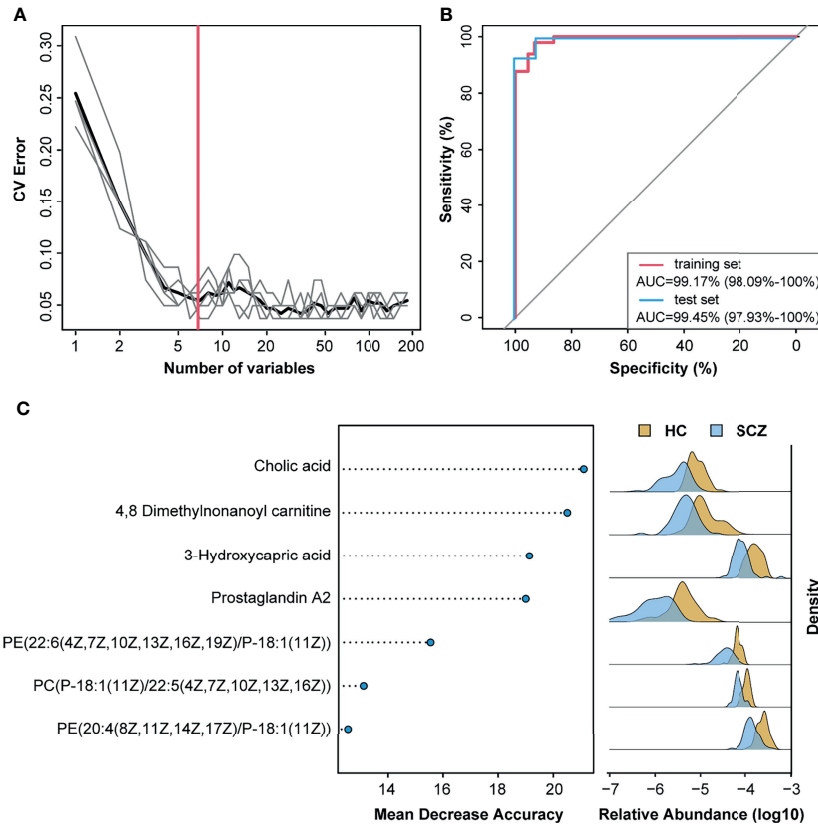 A
CV Error
0.30
0.25
0.20
0.15
0.10
0.05
1 2 5 10 20 50 100 200
Number of variables
B
Sensitivity (%)
100
80
60
40
20
0
training set
AUC=99.17% (98.09%-100%)
test set
AUC=99.45% (97.93%-100%)
100 80 60 40 20 0
Specificity (%)
C
Cholic acid
4,8 Dimethylnonanoyl carnitine
3-Hydroxycapric acid
Prostaglandin A2
PE(22:6(4Z,7Z,10Z,13Z,16Z,19Z)/P-18:1(11Z))
PC(P-18:1(11Z)/22:5(4Z,7Z,10Z,13Z,16Z))
PE(20:4(8Z,11Z,14Z,17Z)/P-18:1(11Z))
14 16 18 20
Mean Decrease Accuracy
HC SCZ
Density
−7 −6 −5 −4 −3
Relative Abundance (log10)